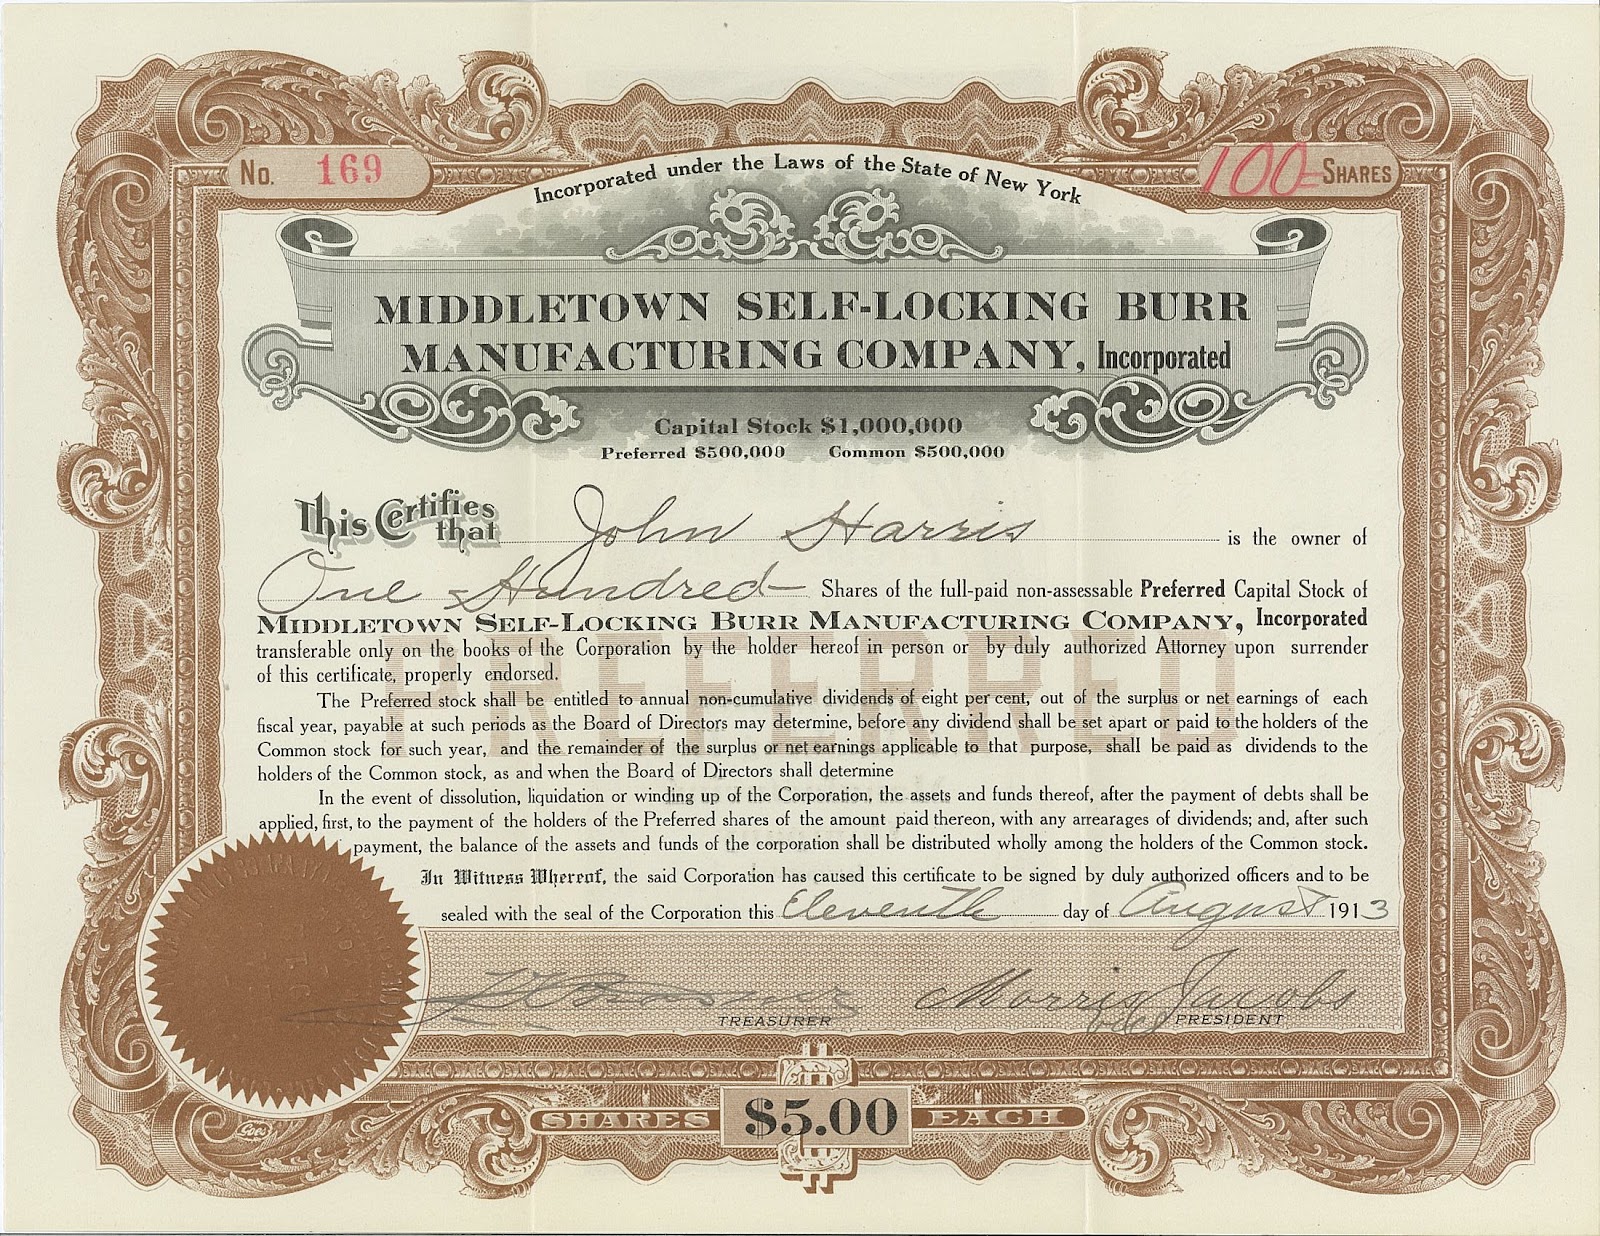 No. 169
100 SHARES
Incorporated under the Laws of the State of New York
MIDDLETOWN SELF-LOCKING BURR
MANUFACTURING COMPANY, Incorporated
Capital Stock $1,000,000
Preferred $500,000 Common $500,000
This Certifies that John Harris is the owner of
One Hundred Shares of the full-paid non-assessable Preferred Capital Stock of
MIDDLETOWN SELF-LOCKING BURR MANUFACTURING COMPANY, Incorporated
transferable only on the books of the Corporation by the holder hereof in person or by duly authorized Attorney upon surrender
of this certificate, properly endorsed.
PREFERRED
The Preferred stock shall be entitled to annual non-cumulative dividends of eight per cent, out of the surplus or net earnings of each
fiscal year, payable at such periods as the Board of Directors may determine, before any dividend shall be set apart or paid to the holders of the
Common stock for such year, and the remainder of the surplus or net earnings applicable to that purpose, shall be paid as dividends to the
holders of the Common stock, as and when the Board of Directors shall determine
In the event of dissolution, liquidation or winding up of the Corporation, the assets and funds thereof, after the payment of debts shall be
applied, first, to the payment of the holders of the Preferred shares of the amount paid thereon, with any arrearages of dividends; and, after such
payment, the balance of the assets and funds of the corporation shall be distributed wholly among the holders of the Common stock.
In Witness Whereof, the said Corporation has caused this certificate to be signed by duly authorized officers and to be
sealed with the seal of the Corporation this Eleventh day of August 1913
Morris Jacobs
TREASURER PRESIDENT
SHARES $5.00 EACH